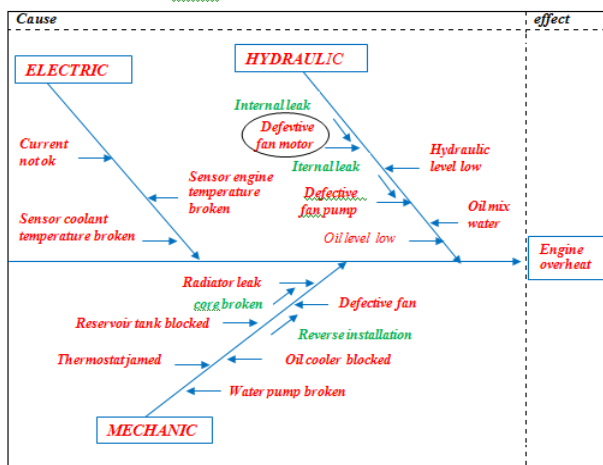 Cause
effect
ELECTRIC
HYDRAULIC
Internal leak
Defevtive
fan motor
Current
not ok
Iternal leak
Hydraulic
level low
Sensor engine
temperature
broken
Defective
fan pump
Sensor coolant
temperature broken
Oil mix
water
Oil level low
Engine
overheat
Radiator leak
core broken
Defective fan
Reservoir tank blocked
Reverse installation
Thermostat jamed
Oil cooler blocked
Water pump broken
MECHANIC